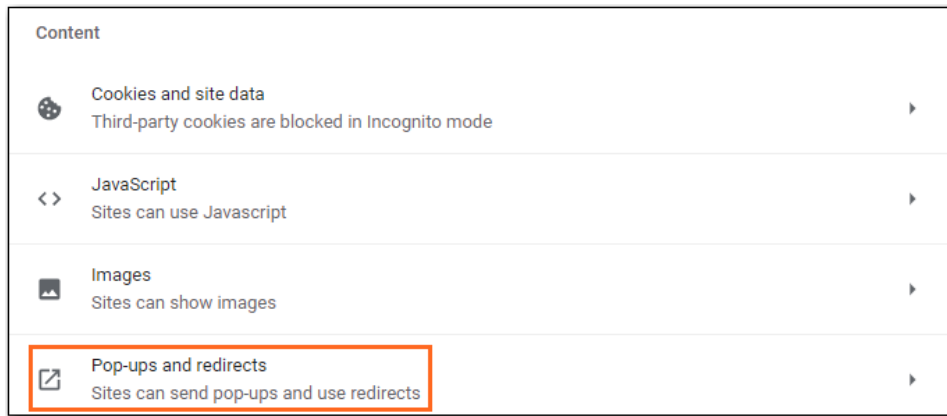 Content
Cookies and site data
Third-party cookies are blocked in Incognito mode
JavaScript
Sites can use Javascript
Images
Sites can show images
Pop-ups and redirects
Sites can send pop-ups and use redirects